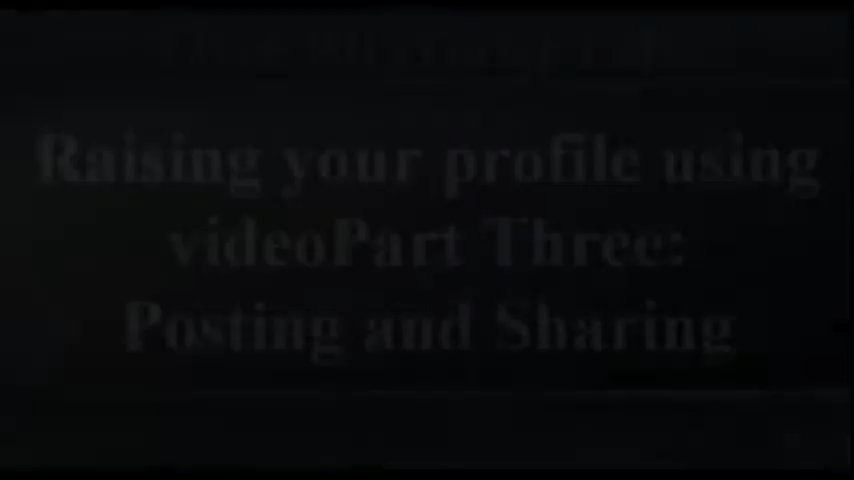 Raising your profile using
videoPart Three:
Posting and Sharing